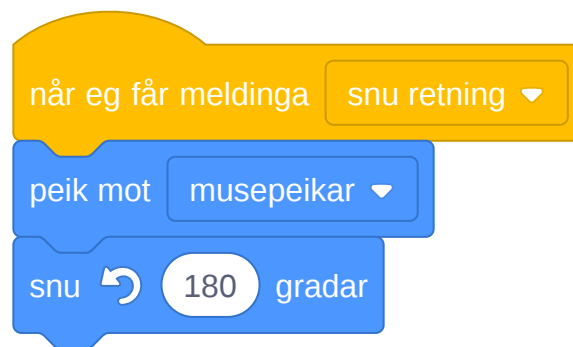 når eg får meldinga snu retning
peik mot musepeikar
snu 180 gradar